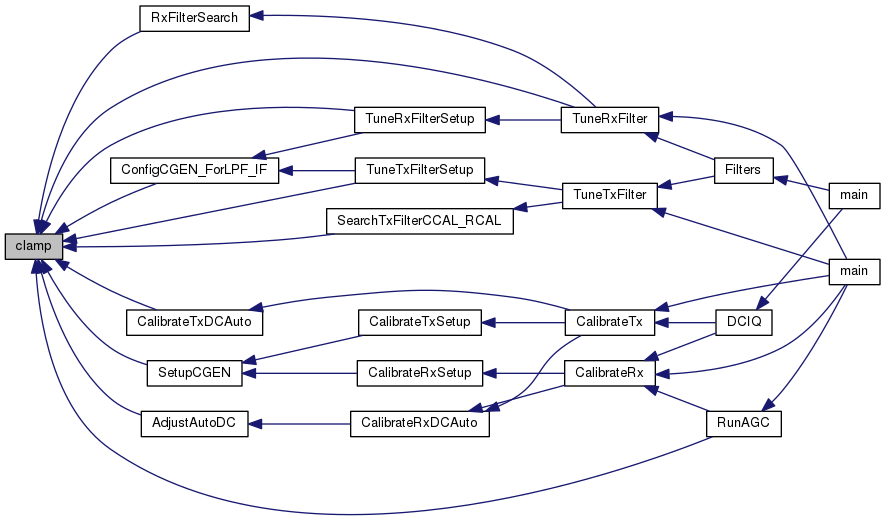 RxFilterSearch
TuneRxFilterSetup
TuneRxFilter
ConfigCGEN_ForLPF_IF
TuneTxFilterSetup
Filters
TuneTxFilter
main
SearchTxFilterCCAL_RCAL
clamp
main
CalibrateTxDCAuto
CalibrateTxSetup
CalibrateTx
DCIQ
SetupCGEN
CalibrateRxSetup
CalibrateRx
AdjustAutoDC
CalibrateRxDCAuto
RunAGC